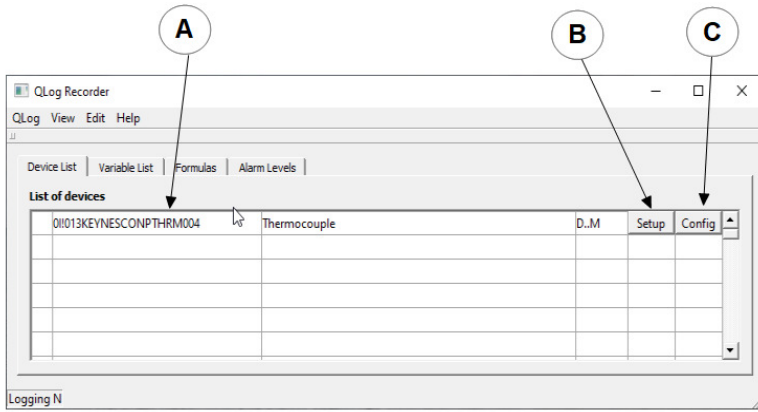 A
B
C
QLog Recorder
QLog View Edit Help
Device List Variable List Formulas Alarm Levels
List of devices
0!!013KEYNESCONPTHRM004 Thermocouple D..M Setup Config
Logging N